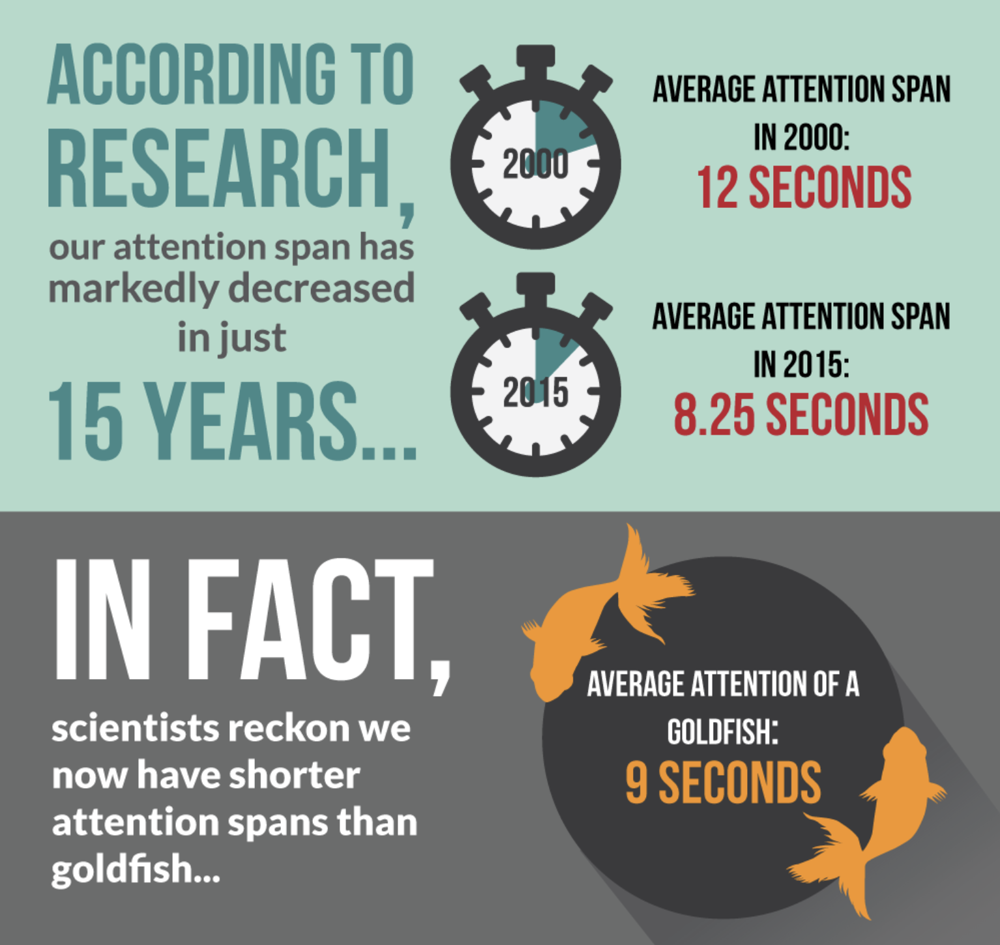 ACCORDING TO
RESEARCH,
our attention span has
markedly decreased
in just
15 YEARS...
2000
AVERAGE ATTENTION SPAN
IN 2000:
12 SECONDS
2015
AVERAGE ATTENTION SPAN
IN 2015:
8.25 SECONDS
IN FACT,
scientists reckon we
now have shorter
attention spans than
goldfish...
AVERAGE ATTENTION OF A
GOLDFISH:
9 SECONDS